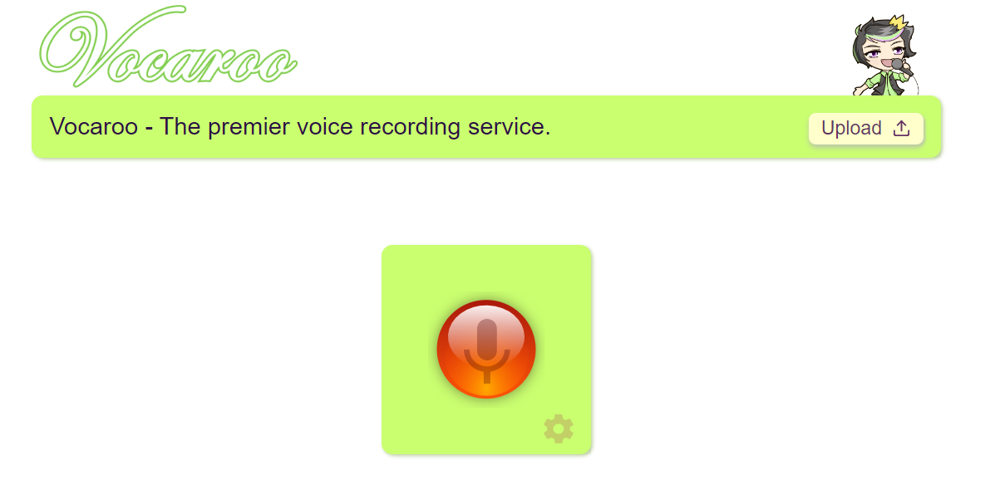 Vocaroo
Vocaroo - The premier voice recording service.
Upload